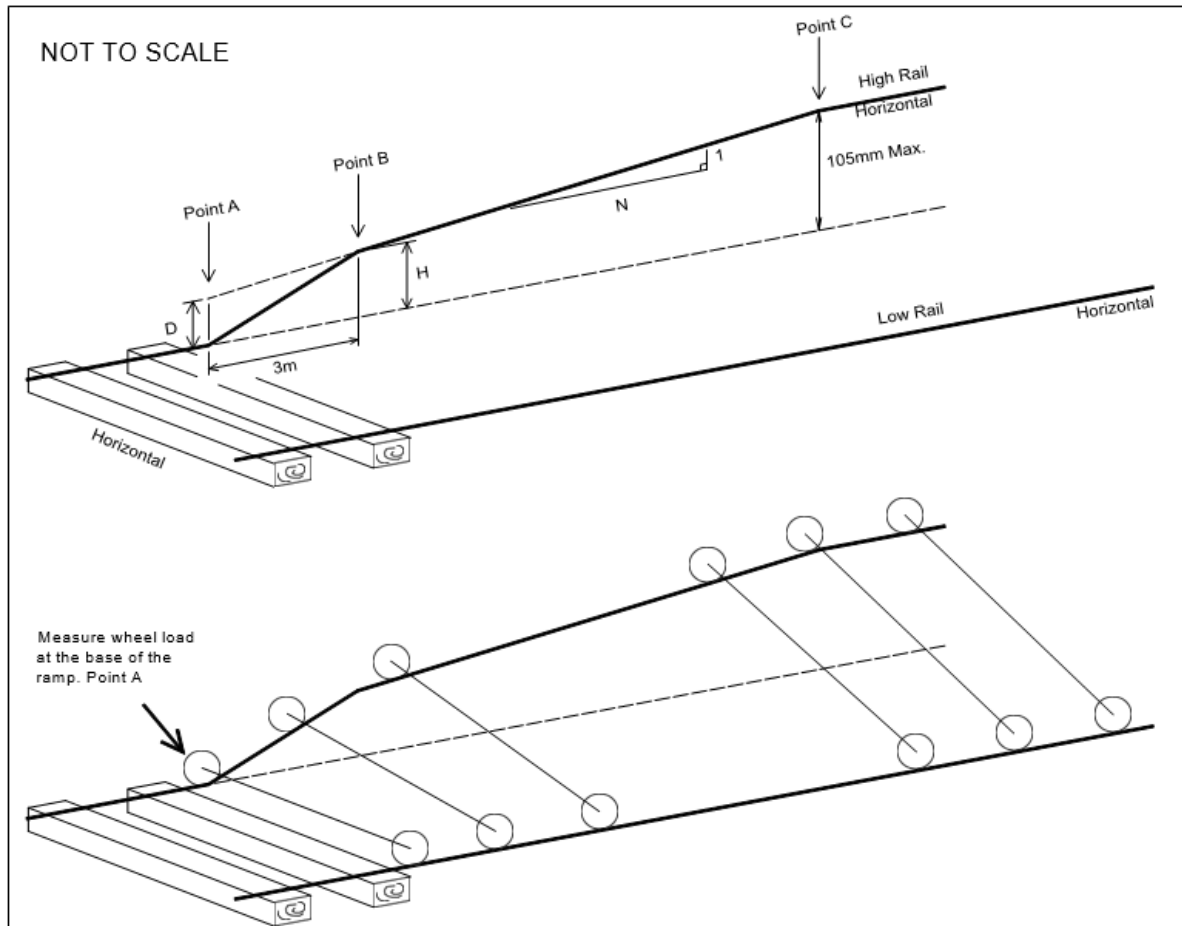 NOT TO SCALE
Point C
High Rail
Horizontal
Point B
1
105mm Max.
N
Point A
H
D
Low Rail
Horizontal
3m
Horizontal
Measure wheel load
at the base of the
ramp. Point A